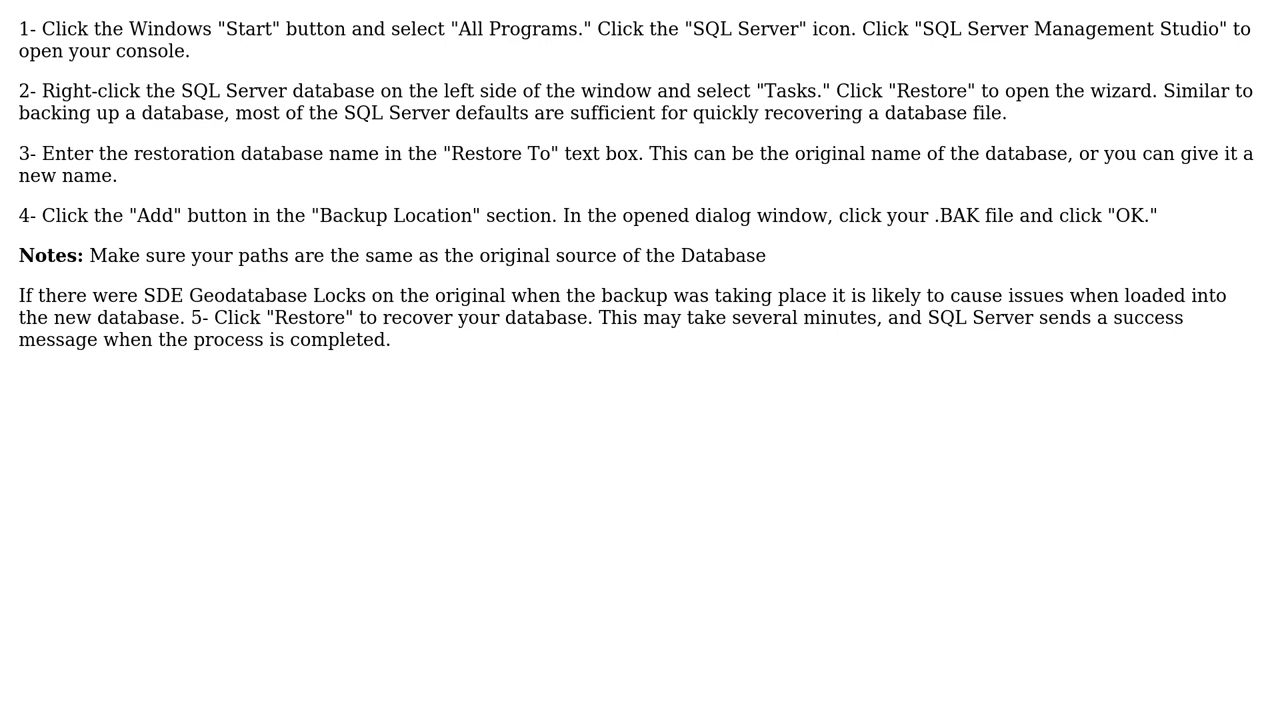 1- Click the Windows "Start" button and select "All Programs." Click the "SQL Server" icon. Click "SQL Server Management Studio" to
open your console.
2- Right-click the SQL Server database on the left side of the window and select "Tasks." Click "Restore" to open the wizard. Similar to
backing up a database, most of the SQL Server defaults are sufficient for quickly recovering a database file.
3- Enter the restoration database name in the "Restore To" text box. This can be the original name of the database, or you can give it a
new name.
4- Click the "Add" button in the "Backup Location" section. In the opened dialog window, click your .BAK file and click "OK."
Notes: Make sure your paths are the same as the original source of the Database
If there were SDE Geodatabase Locks on the original when the backup was taking place it is likely to cause issues when loaded into
the new database. 5- Click "Restore" to recover your database. This may take several minutes, and SQL Server sends a success
message when the process is completed.